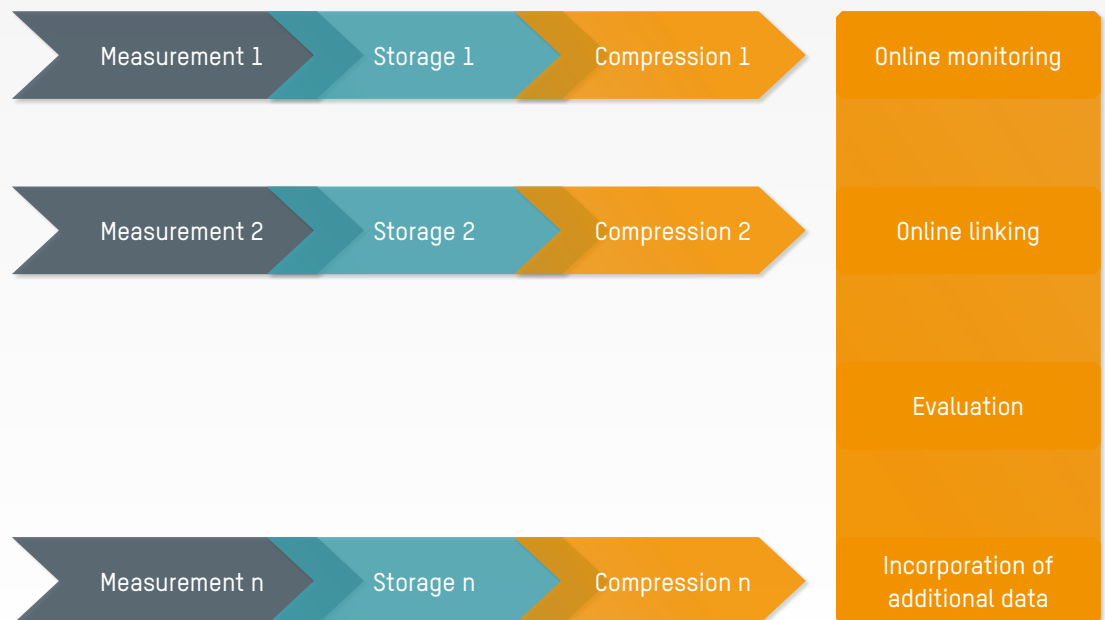 Measurement 1
Storage 1
Compression 1
Online monitoring
Measurement 2
Storage 2
Compression 2
Online linking
Evaluation
Measurement n
Storage n
Compression n
Incorporation of
additional data